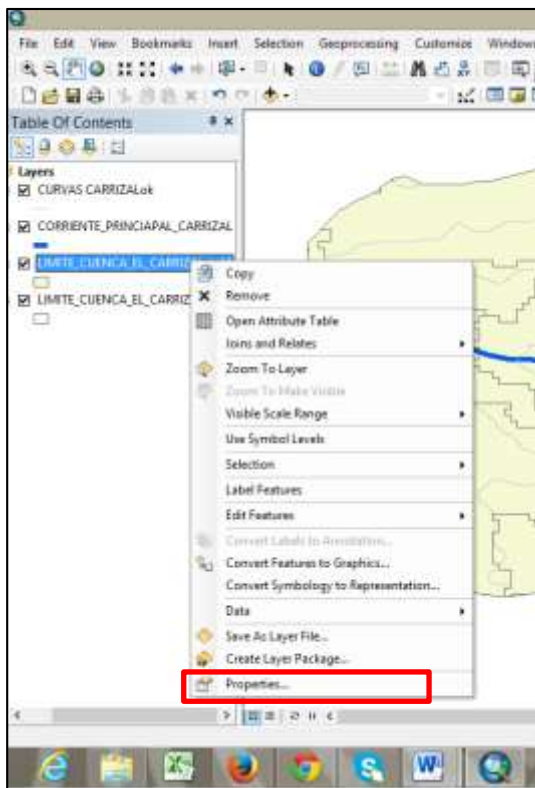 File Edit View Bookmarks Insert Selection Geoprocessing Customize Windows
Table Of Contents
Layers
CURVAS CARRIZALok
CORRIENTE_PRINCIAPAL_CARRIZAL
LIMITE_CUENCA_EL_CARRIZ
LIMITE_CUENCA_EL_CARRIZ
Copy
Remove
Open Attribute Table
Joins and Relates
Zoom To Layer
Zoom To Make Visible
Visible Scale Range
Use Symbol Levels
Selection
Label Features
Edit Features
Convert Labels to Annotation...
Convert Features to Graphics...
Convert Symbology to Representation...
Data
Save As Layer File...
Create Layer Package...
Properties...